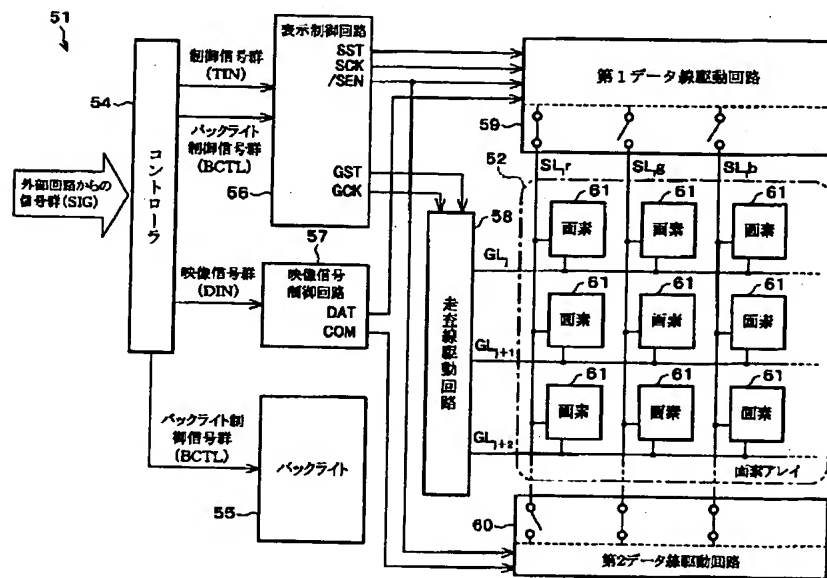 51
54
コントローラ
外部回路からの
信号群(SIG)
制御信号群
(TIN)
バックライト
制御信号群
(BCTL)
映像信号群
(DIN)
バックライト制
御信号群
(BCTL)
表示制御回路
SST
SCK
/SEN
GST
GCK
56
57
映像信号
制御回路
DAT
COM
バックライト
55
58
走査線駆動回路
第1データ線駆動回路
59
52
SLir
SLig
SLib
GLj
GLj+1
GLj+2
61
画素
61
画素
61
画素
61
画素
61
画素
61
画素
61
画素
61
画素
61
画素
画素アレイ
60
第2データ線駆動回路